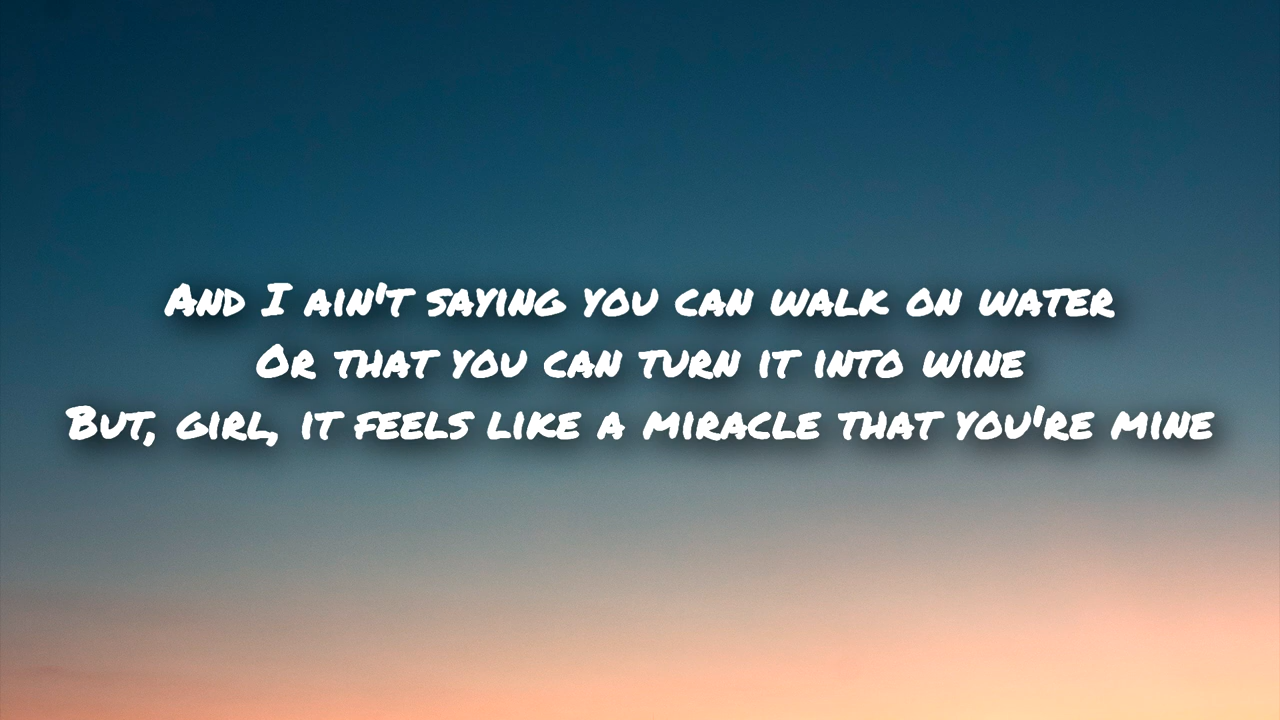 And I ain't saying you can walk on water
Or that you can turn it into wine
But, girl, it feels like a miracle that you're mine